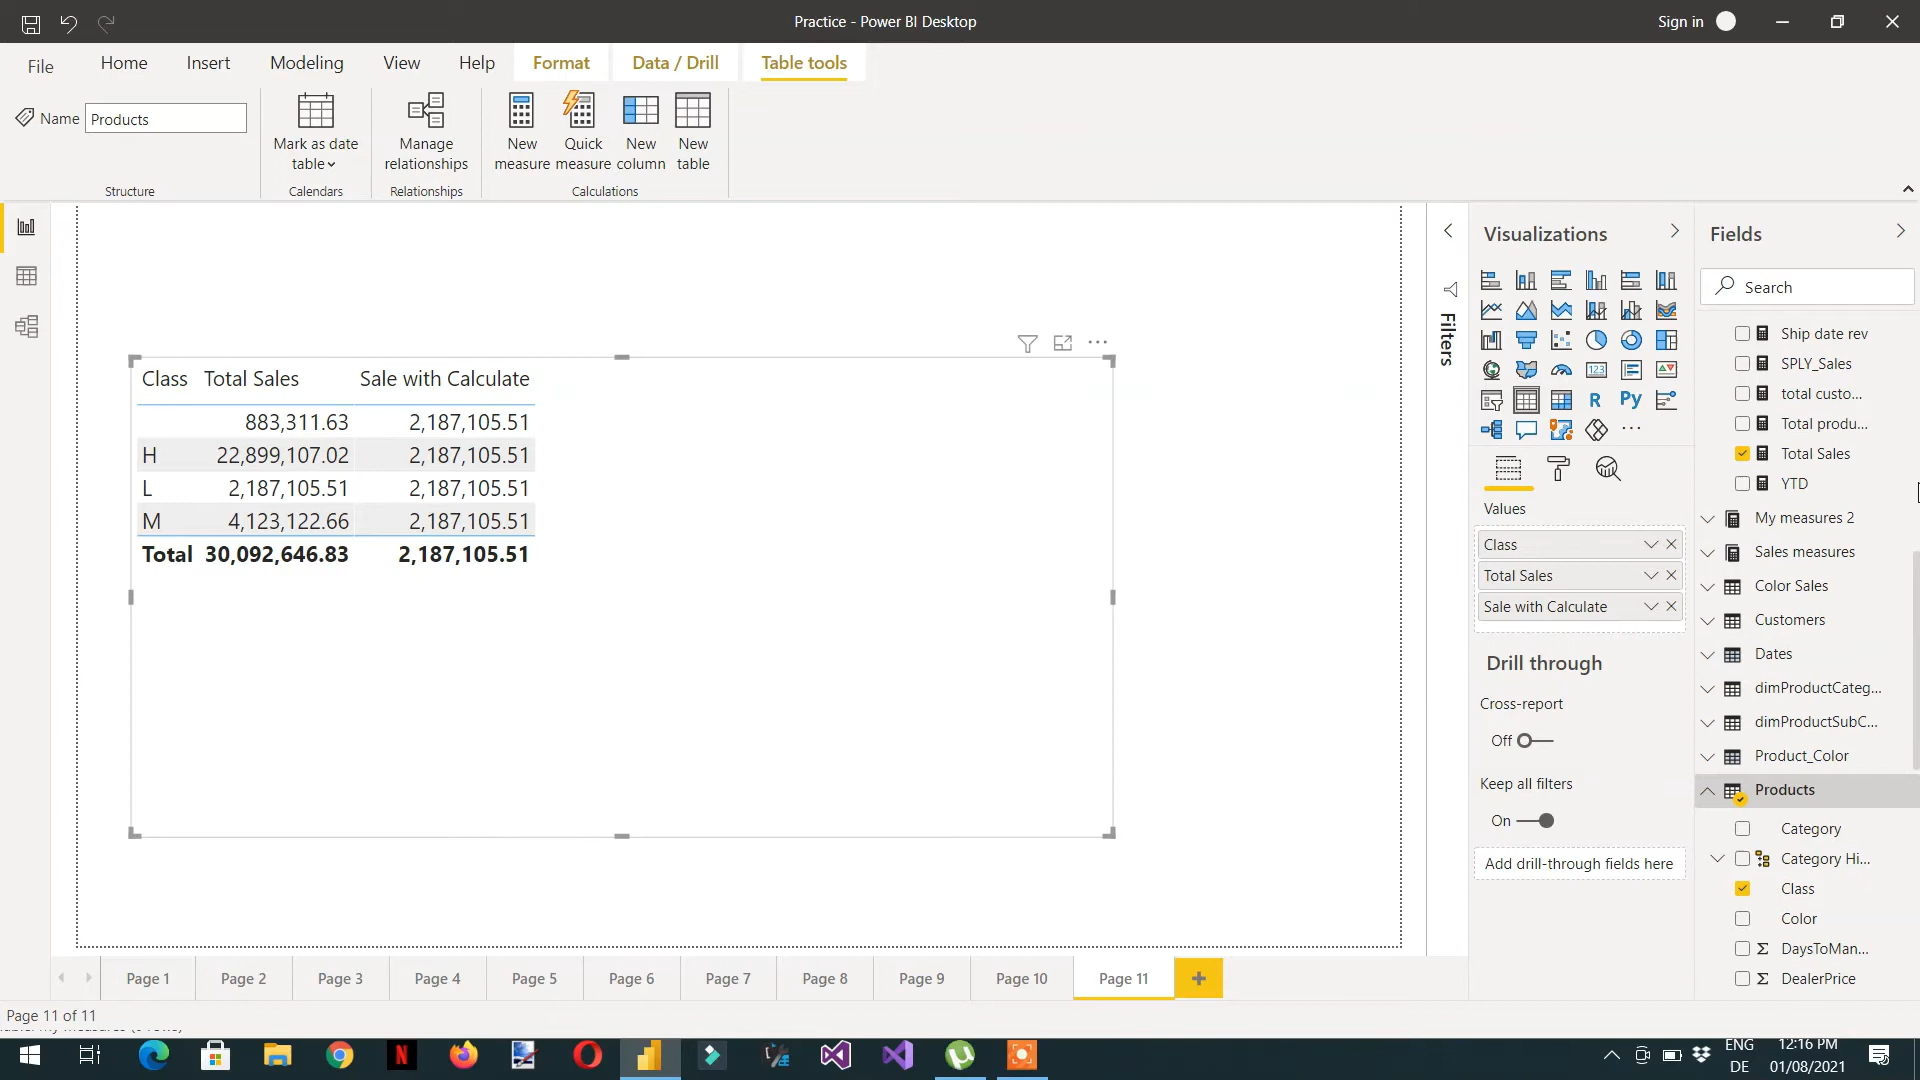 Practice - Power BI Desktop
Sign in
File
Home
Insert
Modeling
View
Help
Format
Data / Drill
Table tools
Name
Products
Structure
Mark as date
table
Calendars
Manage
relationships
Relationships
New
measure
Quick
measure
New
column
New
table
Calculations
Class Total Sales Sale with Calculate
883,311.63 2,187,105.51
H 22,899,107.02 2,187,105.51
L 2,187,105.51 2,187,105.51
M 4,123,122.66 2,187,105.51
Total 30,092,646.83 2,187,105.51
Filters
Visualizations
123
R
Py
...
Values
Class
Total Sales
Sale with Calculate
Drill through
Cross-report
Off
Keep all filters
On
Add drill-through fields here
Fields
Search
Ship date rev
SPLY_Sales
total custo...
Total produ...
Total Sales
YTD
My measures 2
Sales measures
Color Sales
Customers
Dates
dimProductCateg...
dimProductSubC...
Product_Color
Products
Category
Category Hi...
Class
Color
Σ DaysToMan...
Σ DealerPrice
Page 1
Page 2
Page 3
Page 4
Page 5
Page 6
Page 7
Page 8
Page 9
Page 10
Page 11
+
Page 11 of 11
N
ENG
DE
12:16 PM
01/08/2021